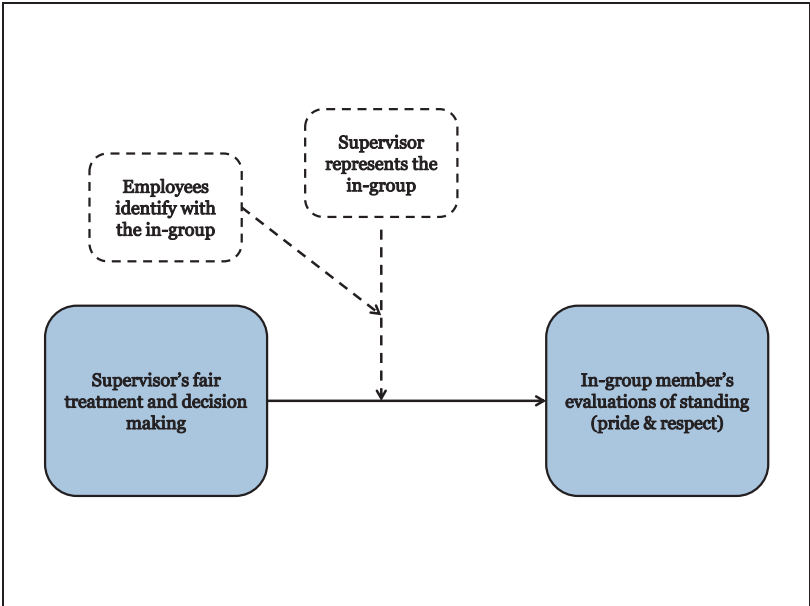 Supervisor
represents the
in-group
Employees
identify with
the in-group
Supervisor’s fair
treatment and decision
making
In-group member’s
evaluations of standing
(pride & respect)